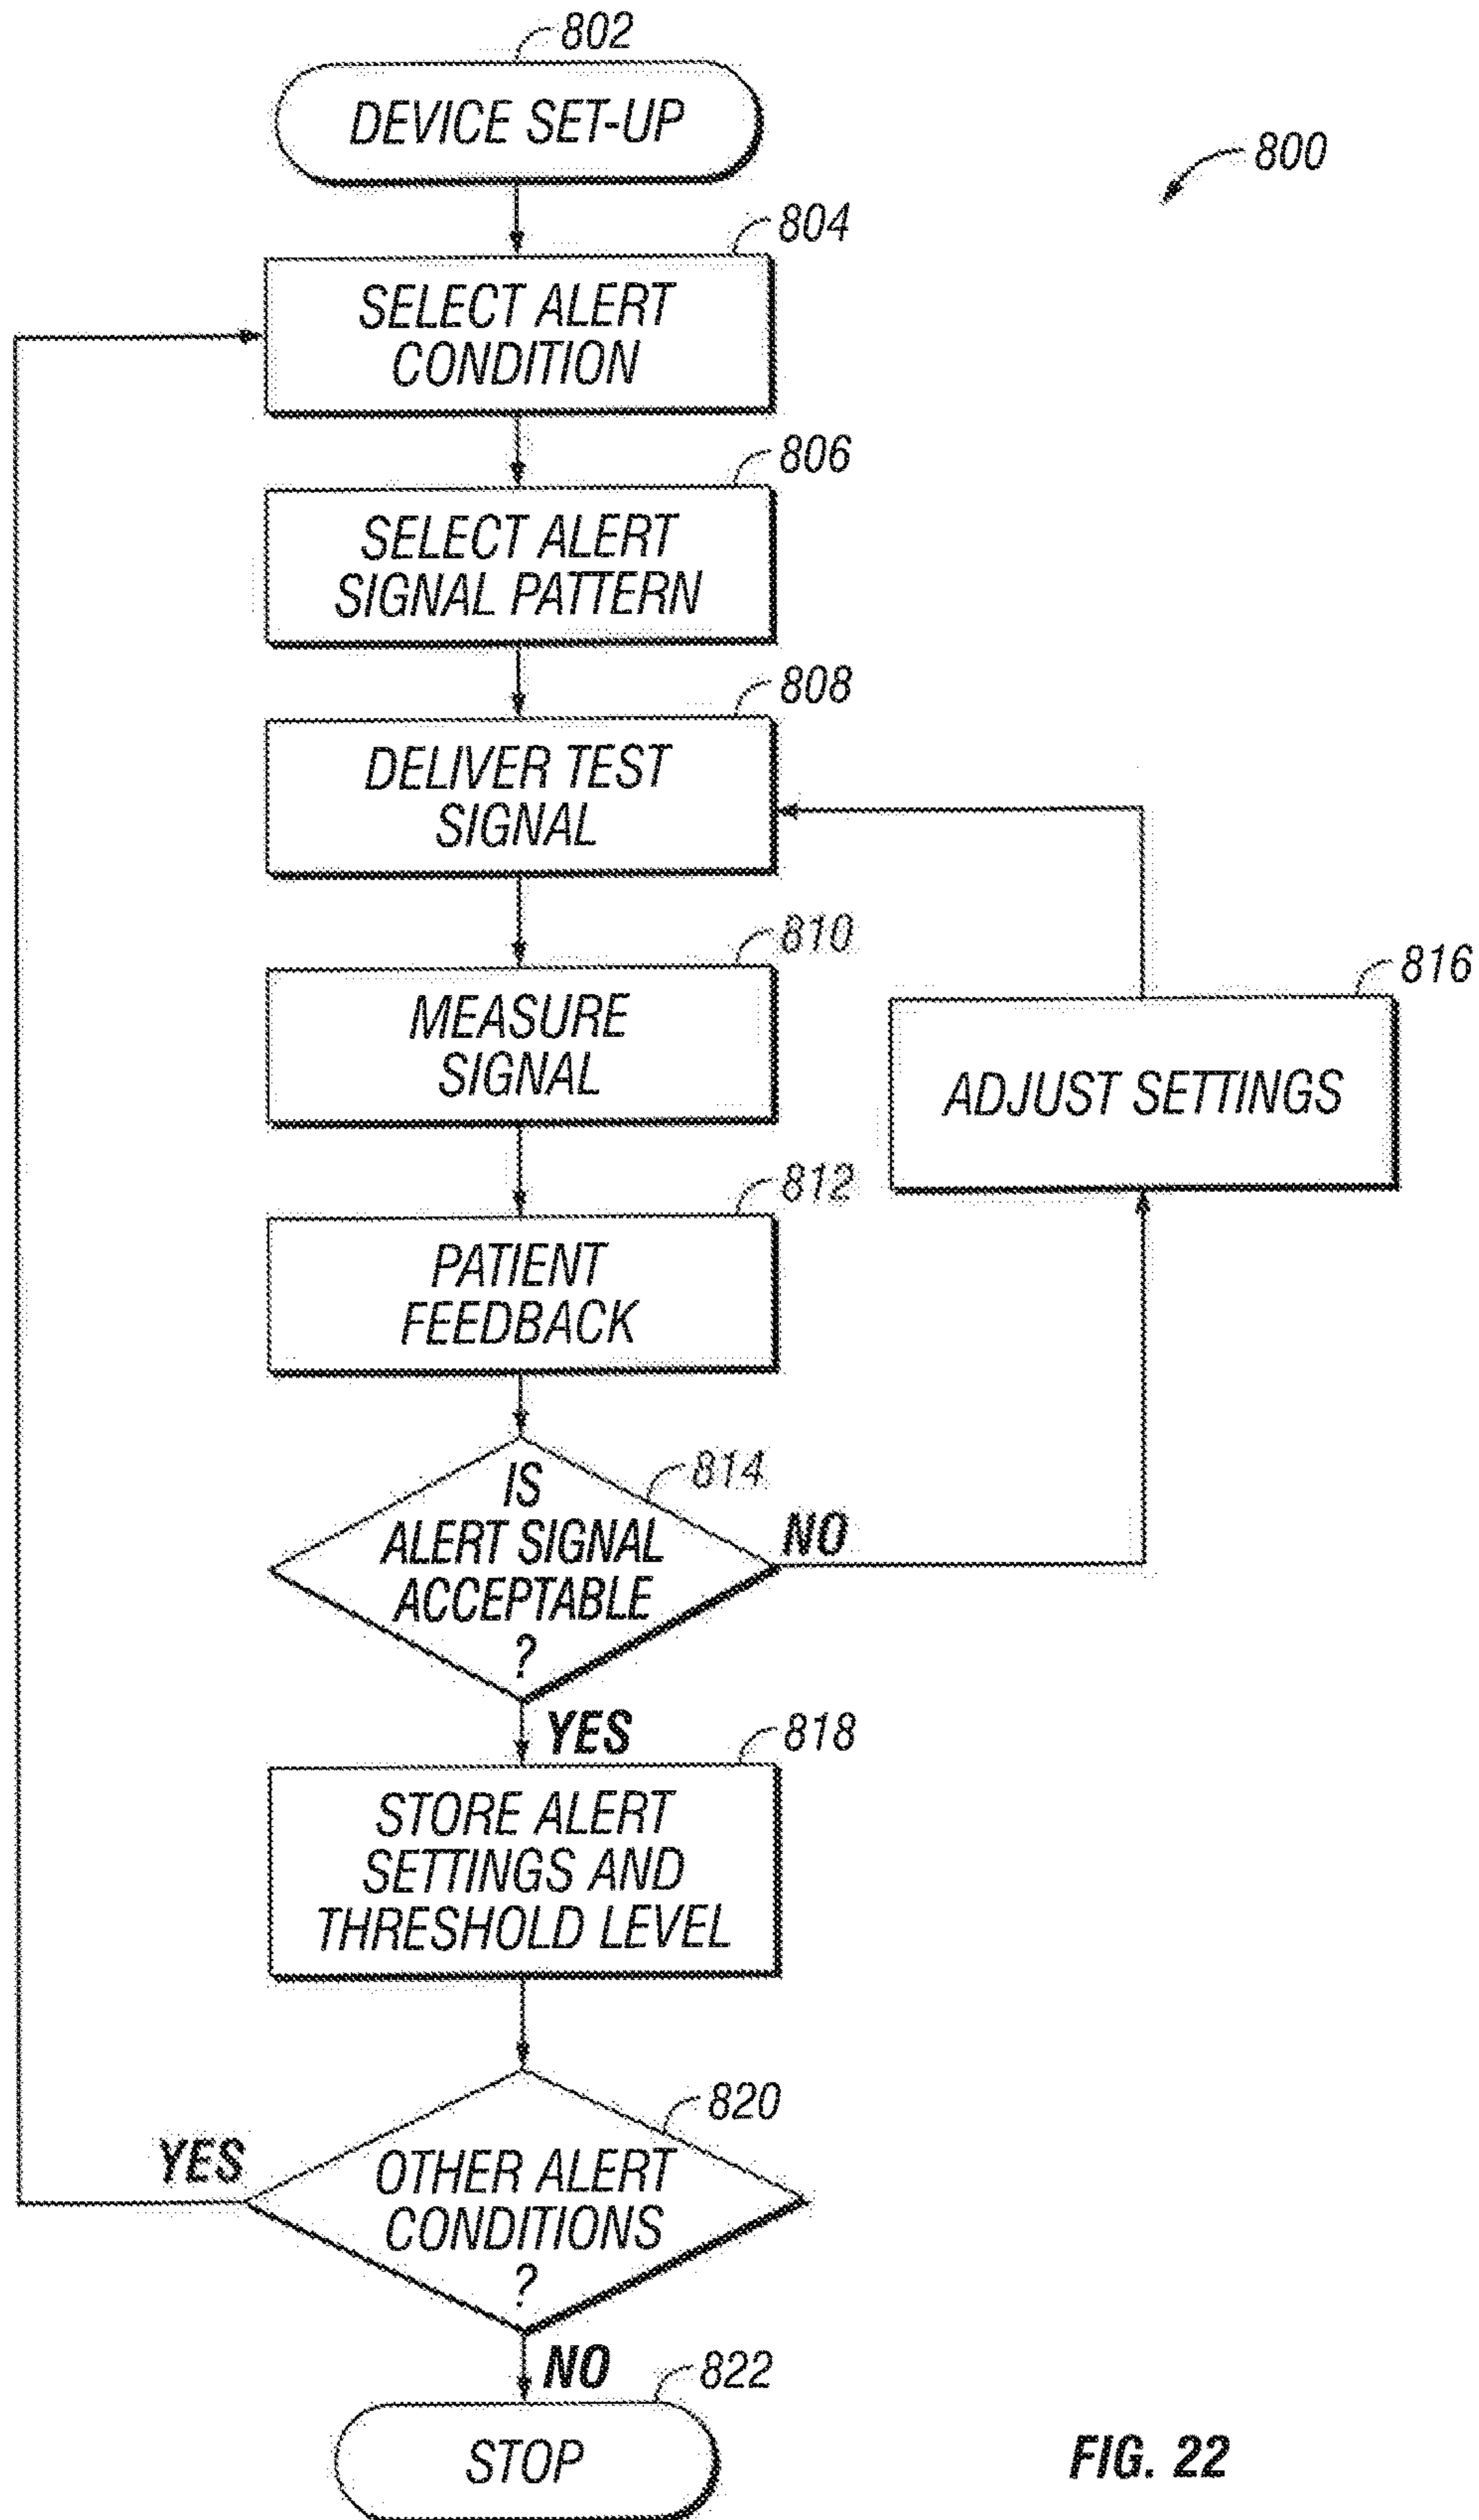 802
DEVICE SET-UP
800
804
SELECT ALERT
CONDITION
806
SELECT ALERT
SIGNAL PATTERN
808
DELIVER TEST
SIGNAL
810
MEASURE
SIGNAL
816
ADJUST SETTINGS
812
PATIENT
FEEDBACK
814
IS
ALERT SIGNAL
ACCEPTABLE
?
NO
YES
818
STORE ALERT
SETTINGS AND
THRESHOLD LEVEL
820
YES
OTHER ALERT
CONDITIONS
?
NO
822
STOP
FIG. 22